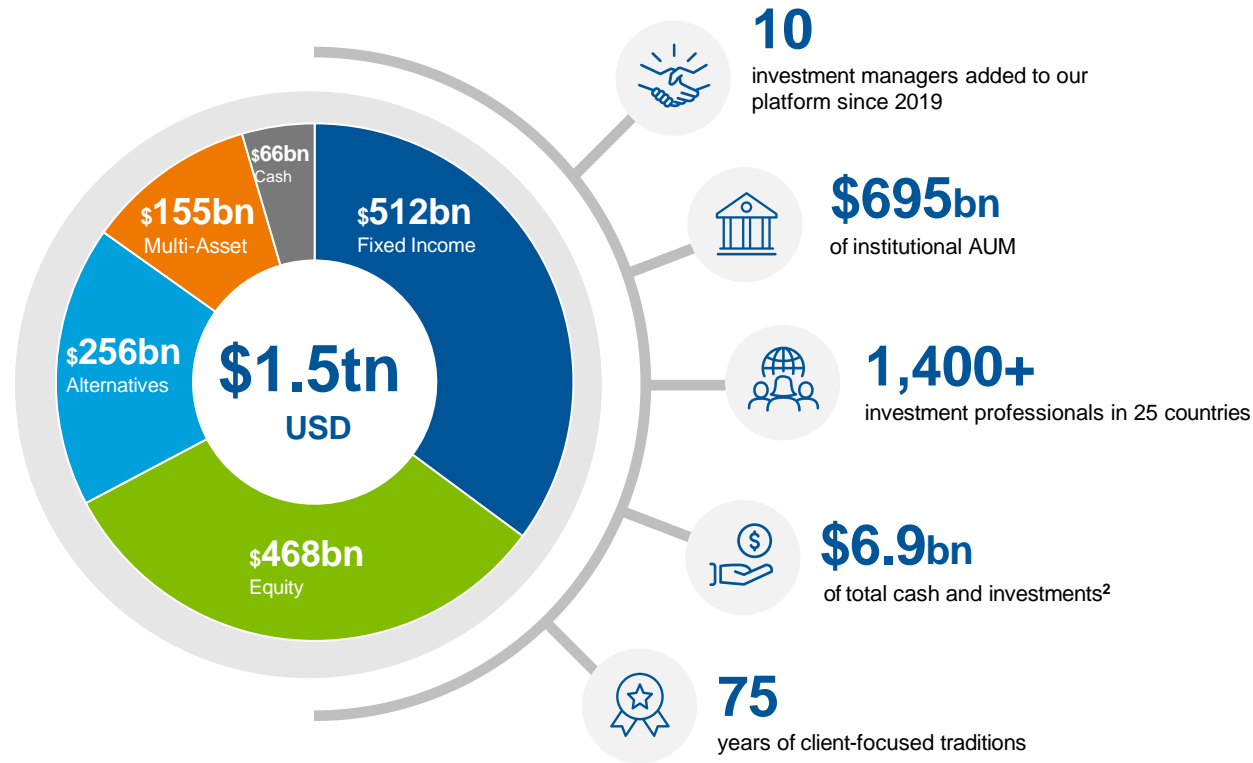 $66bn
Cash
$155bn
Multi-Asset
$512bn
Fixed Income
$256bn
Alternatives
$1.5tn
USD
$468bn
Equity
10
investment managers added to our
platform since 2019
$695bn
of institutional AUM
1,400+
investment professionals in 25 countries
$6.9bn
of total cash and investments²
75
years of client-focused traditions